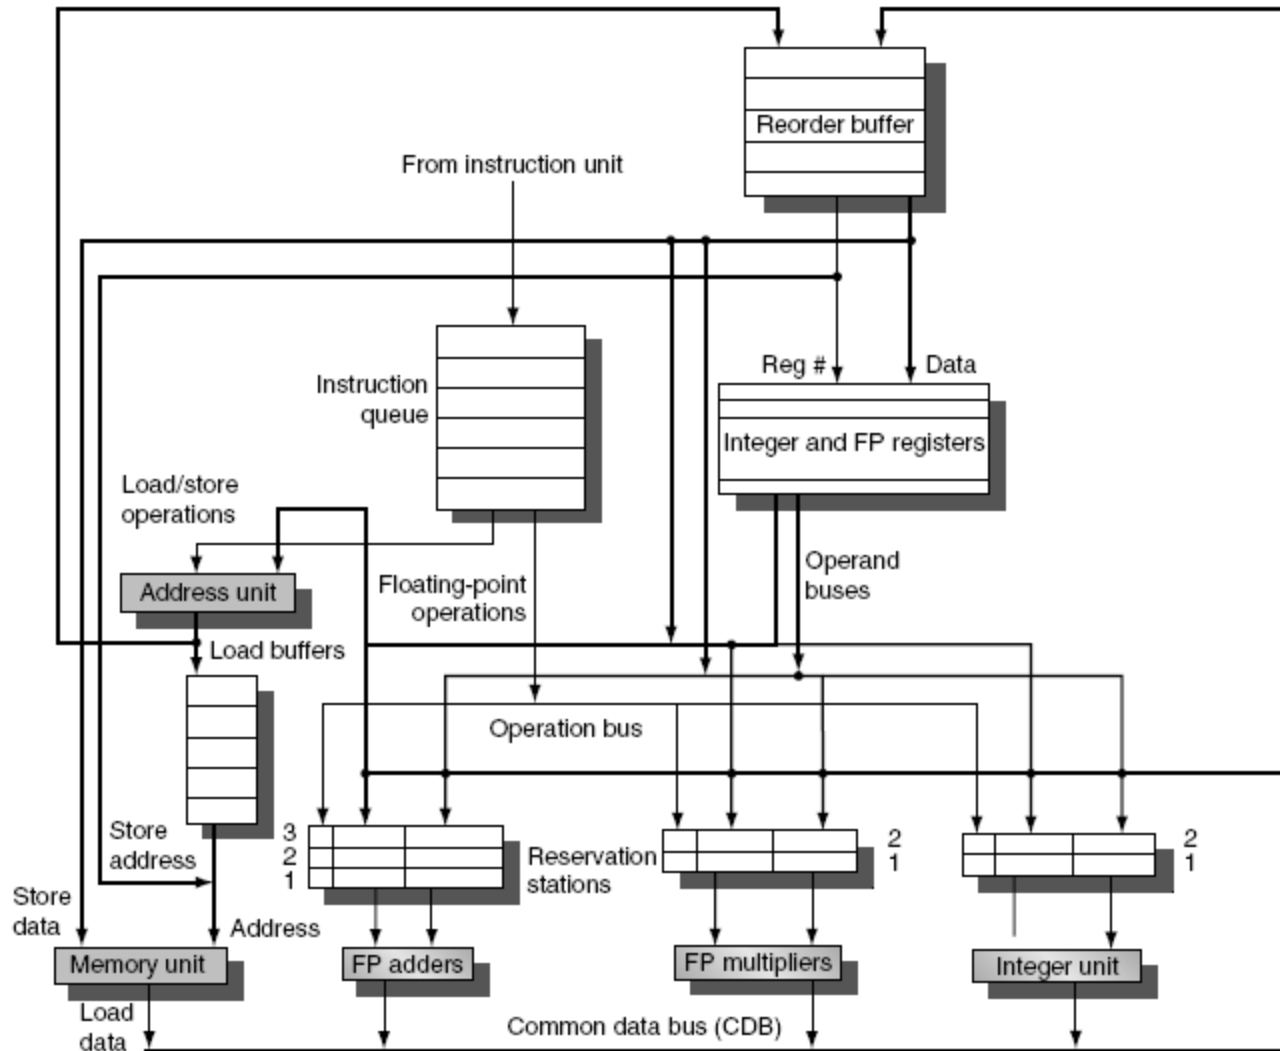 Reorder buffer
From instruction unit
Reg #
Data
Instruction
queue
Integer and FP registers
Load/store
operations
Address unit
Floating-point
operations
Operand
buses
Load buffers
Operation bus
Store
address
3
2
1
Reservation
stations
2
1
2
1
Store
data
Address
Memory unit
FP adders
FP multipliers
Integer unit
Load
data
Common data bus (CDB)